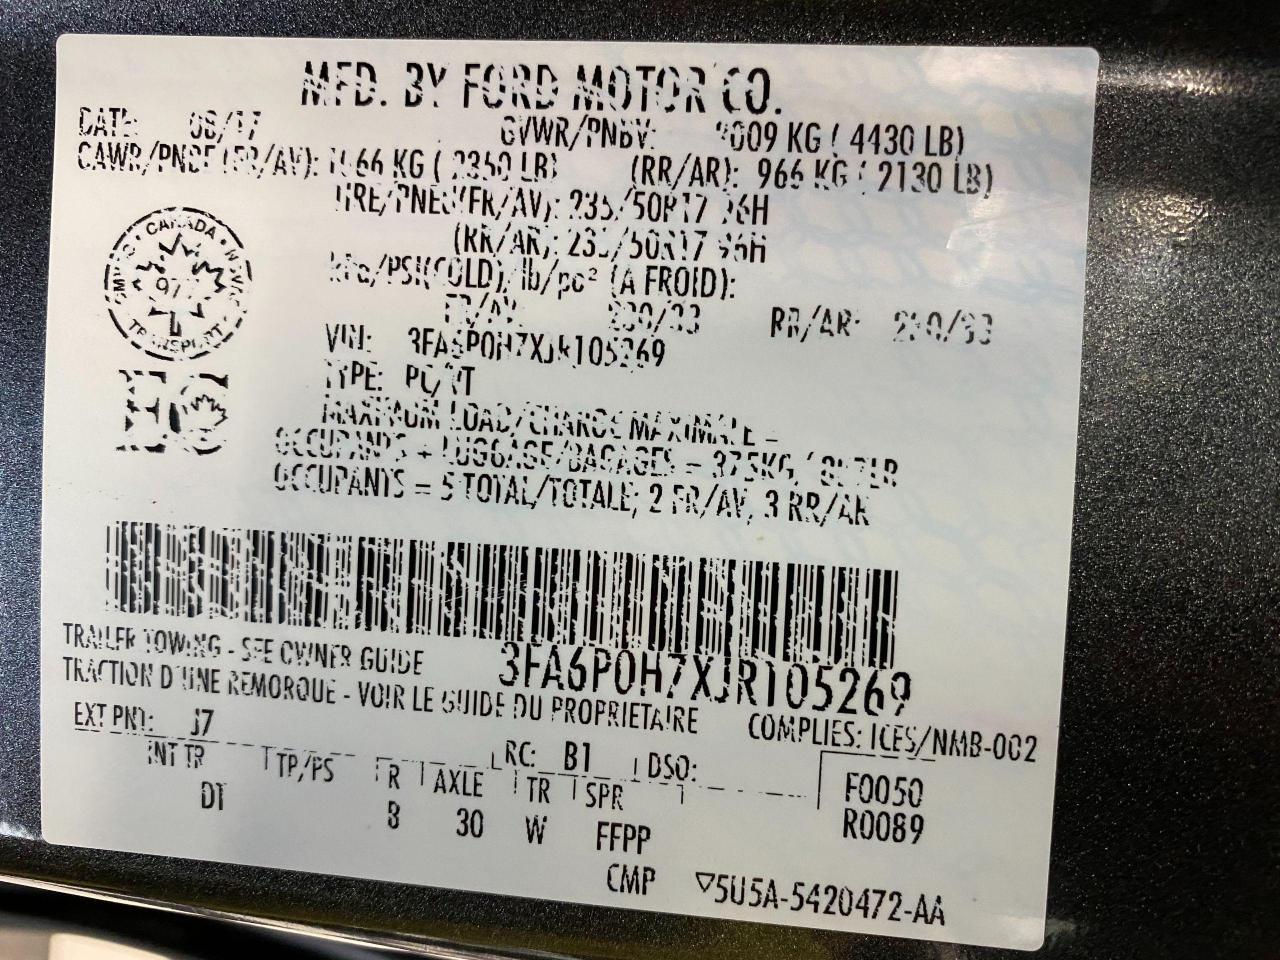 MFD. BY FORD MOTOR CO.
DATE: 08/17 GVWR/PNBV: 2009 KG ( 4430 LB)
GAWR/PNBE (FR/AV): 1066 KG ( 2350 LB) (RR/AR): 966 KG ( 2130 LB)
TIRE/PNEU(FR/AV): 235/50R17 96H
(RR/AR): 235/50R17 96H
kPa/PSI(COLD)/lb/po² (A FROID):
FR/AV: 230/33 RR/AR: 230/33
VIN: 3FA6P0H7XJR105269
TYPE: PC/VT
MAXIMUM LOAD/CHARGE MAXIMALE =
OCCUPANTS + LUGGAGE/BAGAGES = 375KG
OCCUPANTS = 5 TOTAL/TOTALE; 2 FR/AV, 3 RR/AR
CANADA
TRANSPORT
3FA6P0H7XJR105269
TRAILER TOWING - SEE OWNER GUIDE
TRACTION D'UNE REMORQUE - VOIR LE GUIDE DU PROPRIETAIRE
COMPLIES: ICES/NMB-002
EXT PNT: J7 RC: B1 DSO:
INT TR TP/PS R AXLE TR SPR
DT 8 30 W FFPP
F0050
R0089
CMP ▽5U5A-5420472-AA